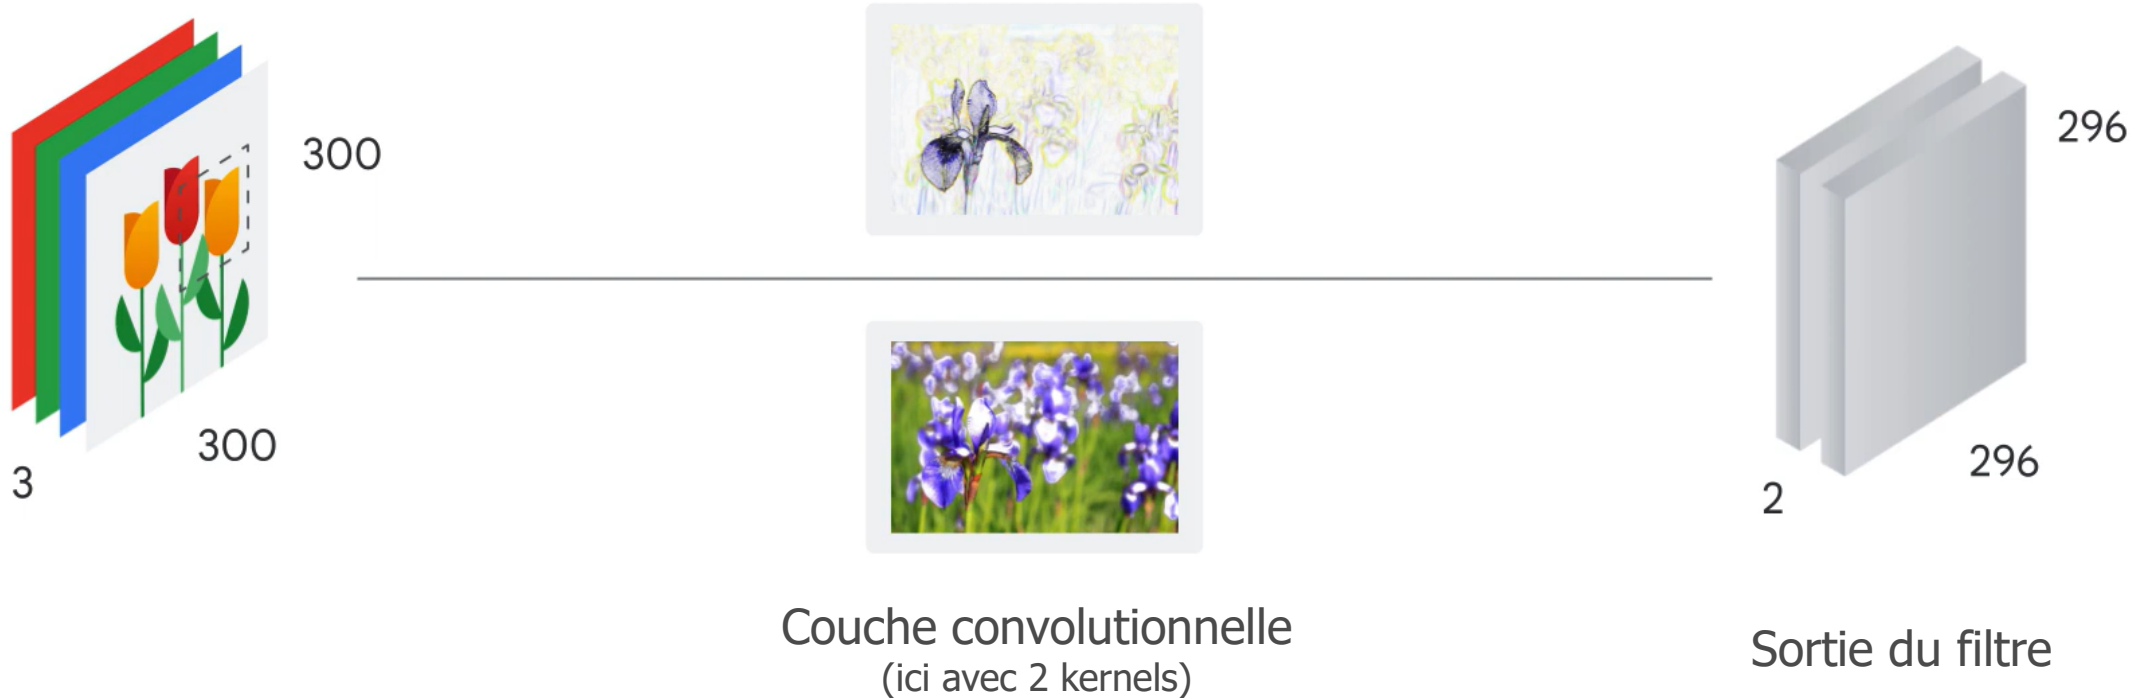 300
300
3
296
296
2
Couche convolutionnelle
(ici avec 2 kernels)
Sortie du filtre